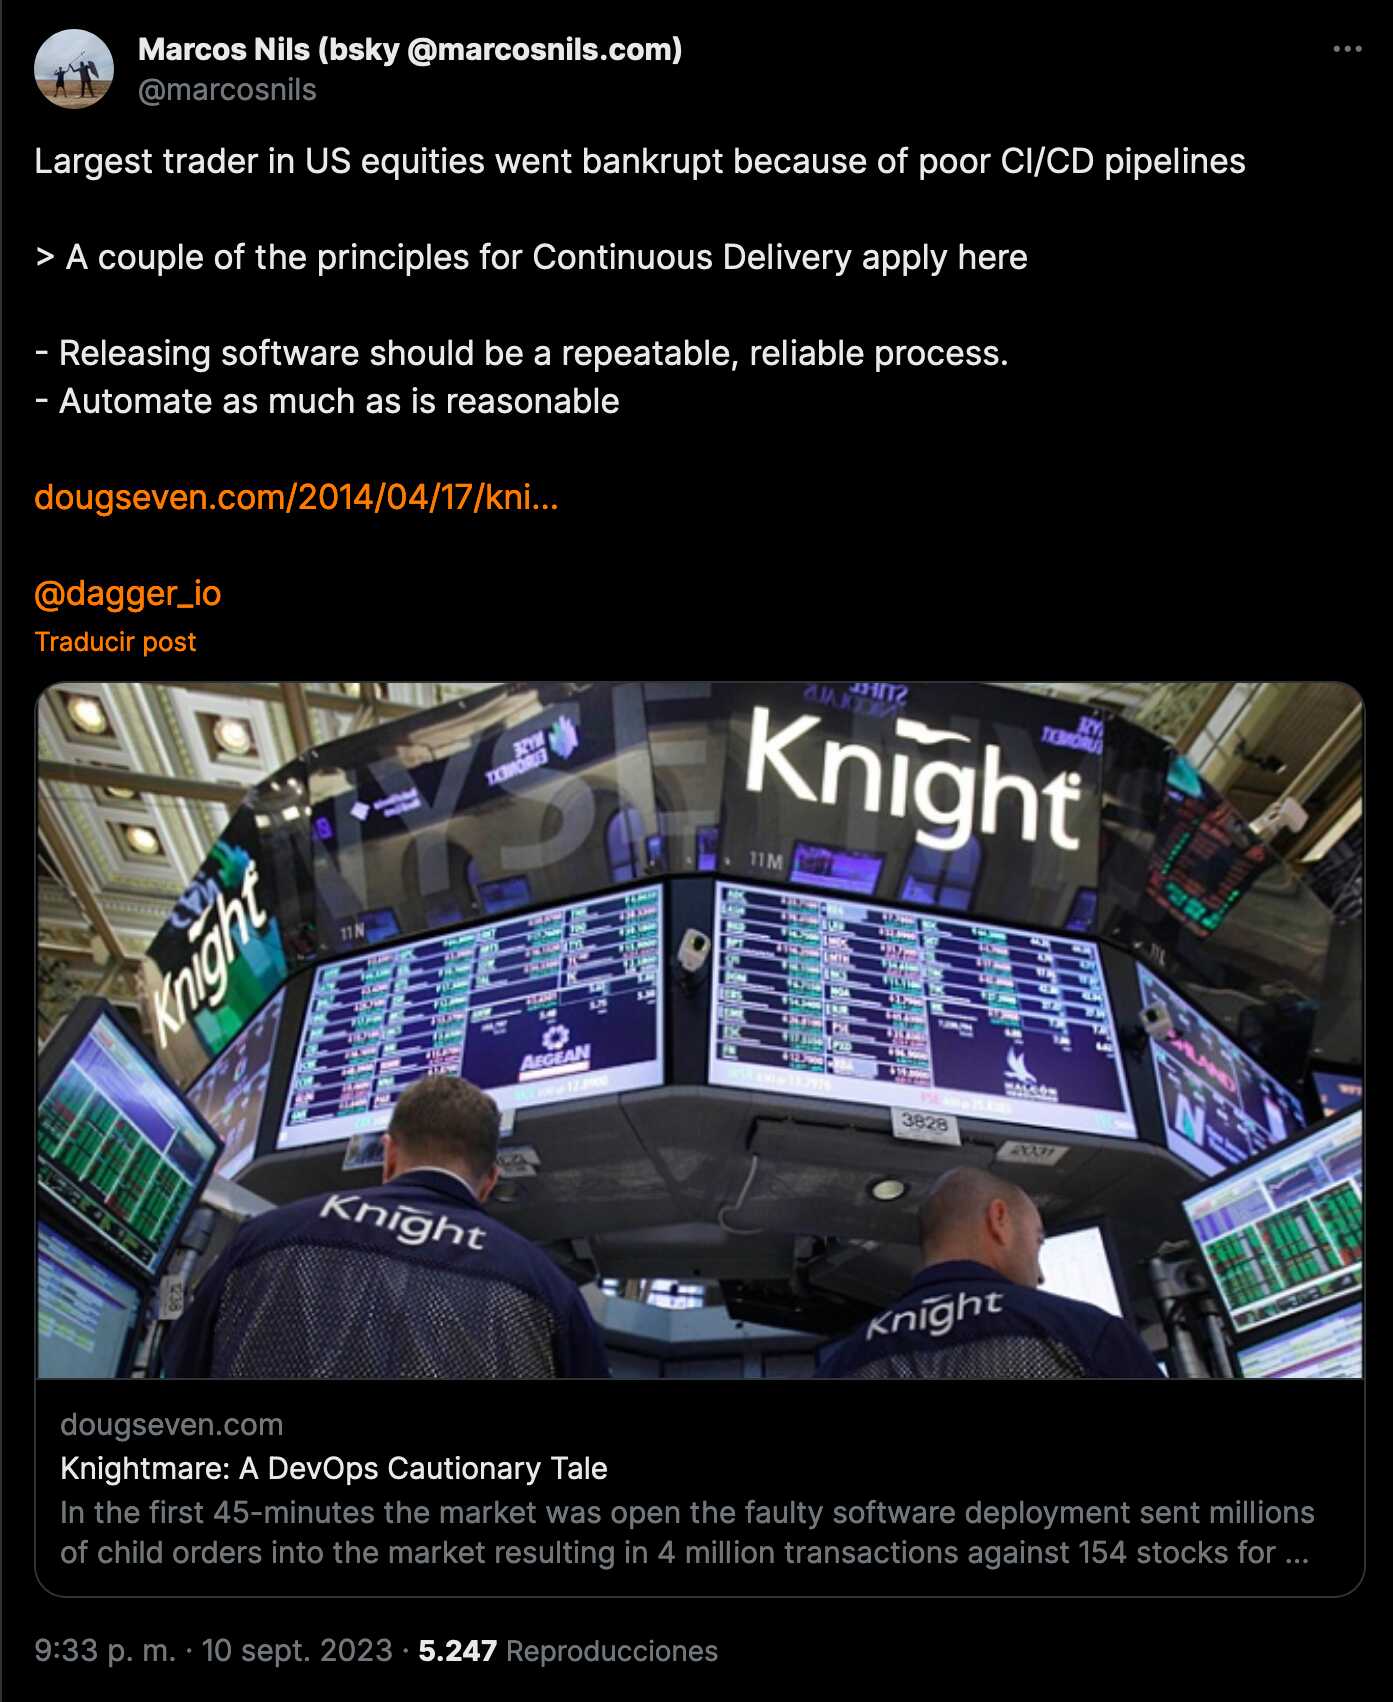 Marcos Nils (bsky @marcosnils.com)
@marcosnils
Largest trader in US equities went bankrupt because of poor CI/CD pipelines
> A couple of the principles for Continuous Delivery apply here
- Releasing software should be a repeatable, reliable process.
- Automate as much as is reasonable
dougseven.com/2014/04/17/kni...
@dagger_io
Traducir post
Knight
11M
11N
Knight
AEGEAN
3828
2031
Knight
Knight
dougseven.com
Knightmare: A DevOps Cautionary Tale
In the first 45-minutes the market was open the faulty software deployment sent millions
of child orders into the market resulting in 4 million transactions against 154 stocks for ...
9:33 p. m. · 10 sept. 2023 · 5.247 Reproducciones